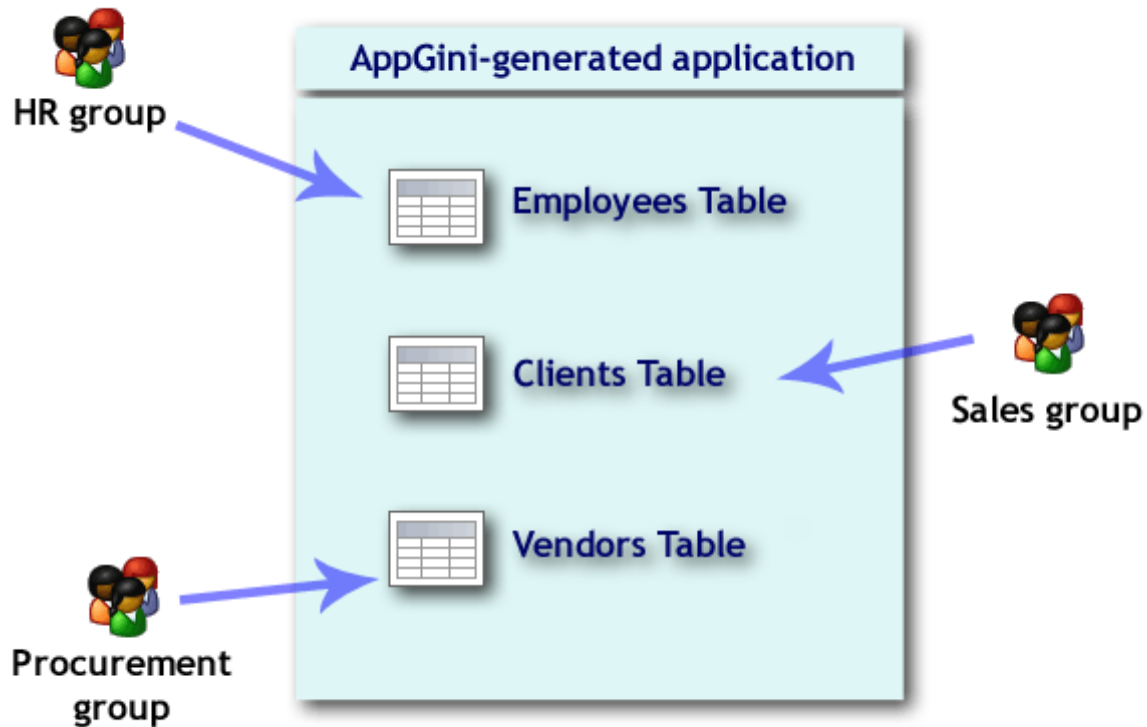 AppGini-generated application
HR group
Employees Table
Clients Table
Sales group
Vendors Table
Procurement
group